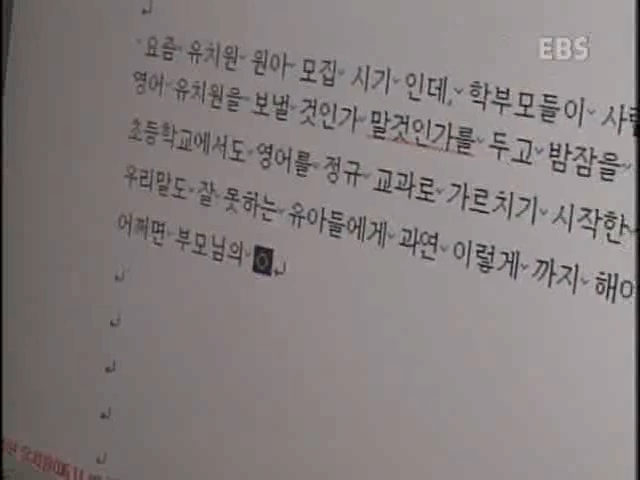 EBS
요즘 유치원 원아 모집 시기 인데, 학부모들이
영어 유치원을 보낼 것인가 말것인가를 두고 밤잠을
초등학교에서도 영어를 정규 교과로 가르치기 시작한
우리말도 잘 못하는 유아들에게 과연 이렇게 까지
어쩌면 부모님의 ㅇ